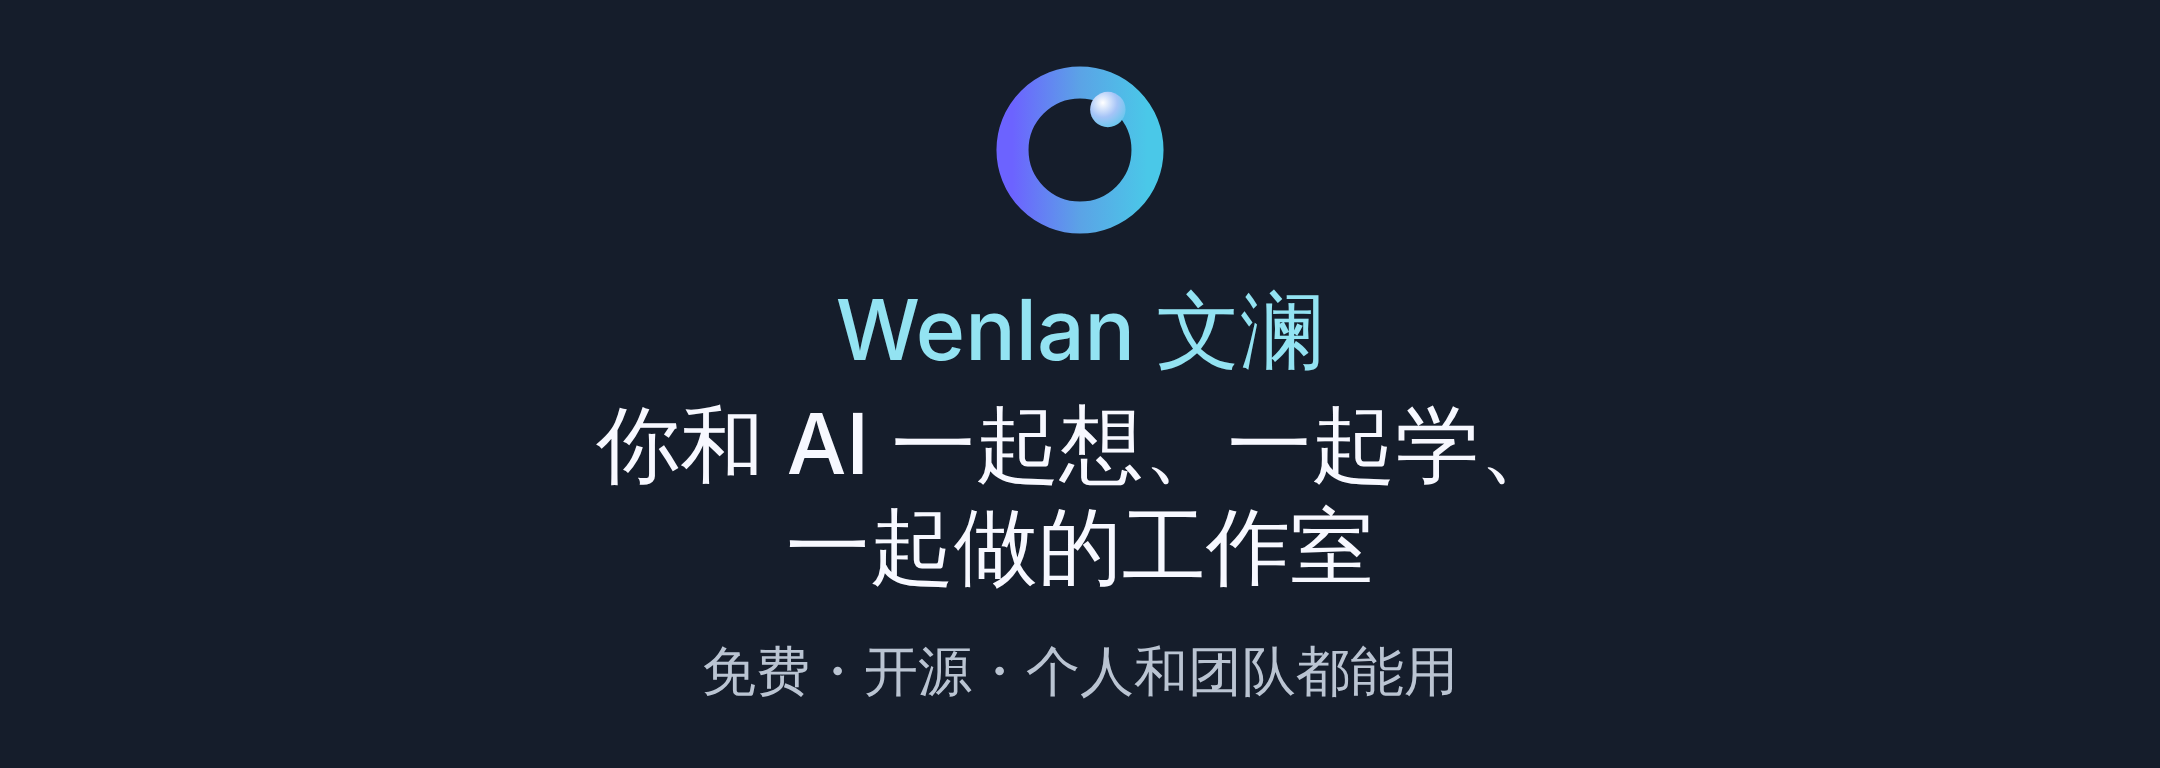 Wenlan 文澜
你和 AI 一起想、一起学、
一起做的工作室
免费 · 开源 · 个人和团队都能用